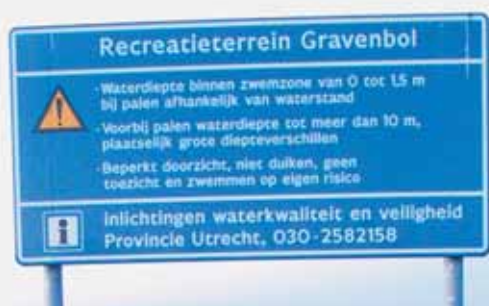 Recreatieterrein Gravenbol
- Waterdiepte binnen zwemzone van 0 tot 1,5 m
bij palen afhankelijk van waterstand
- Voorbij palen waterdiepte tot meer dan 10 m,
plaatselijk grote diepteverschillen
- Beperkt doorzicht, niet duiken, geen
toezicht en zwemmen op eigen risico
i inlichtingen waterkwaliteit en veiligheid
Provincie Utrecht, 030-2582158